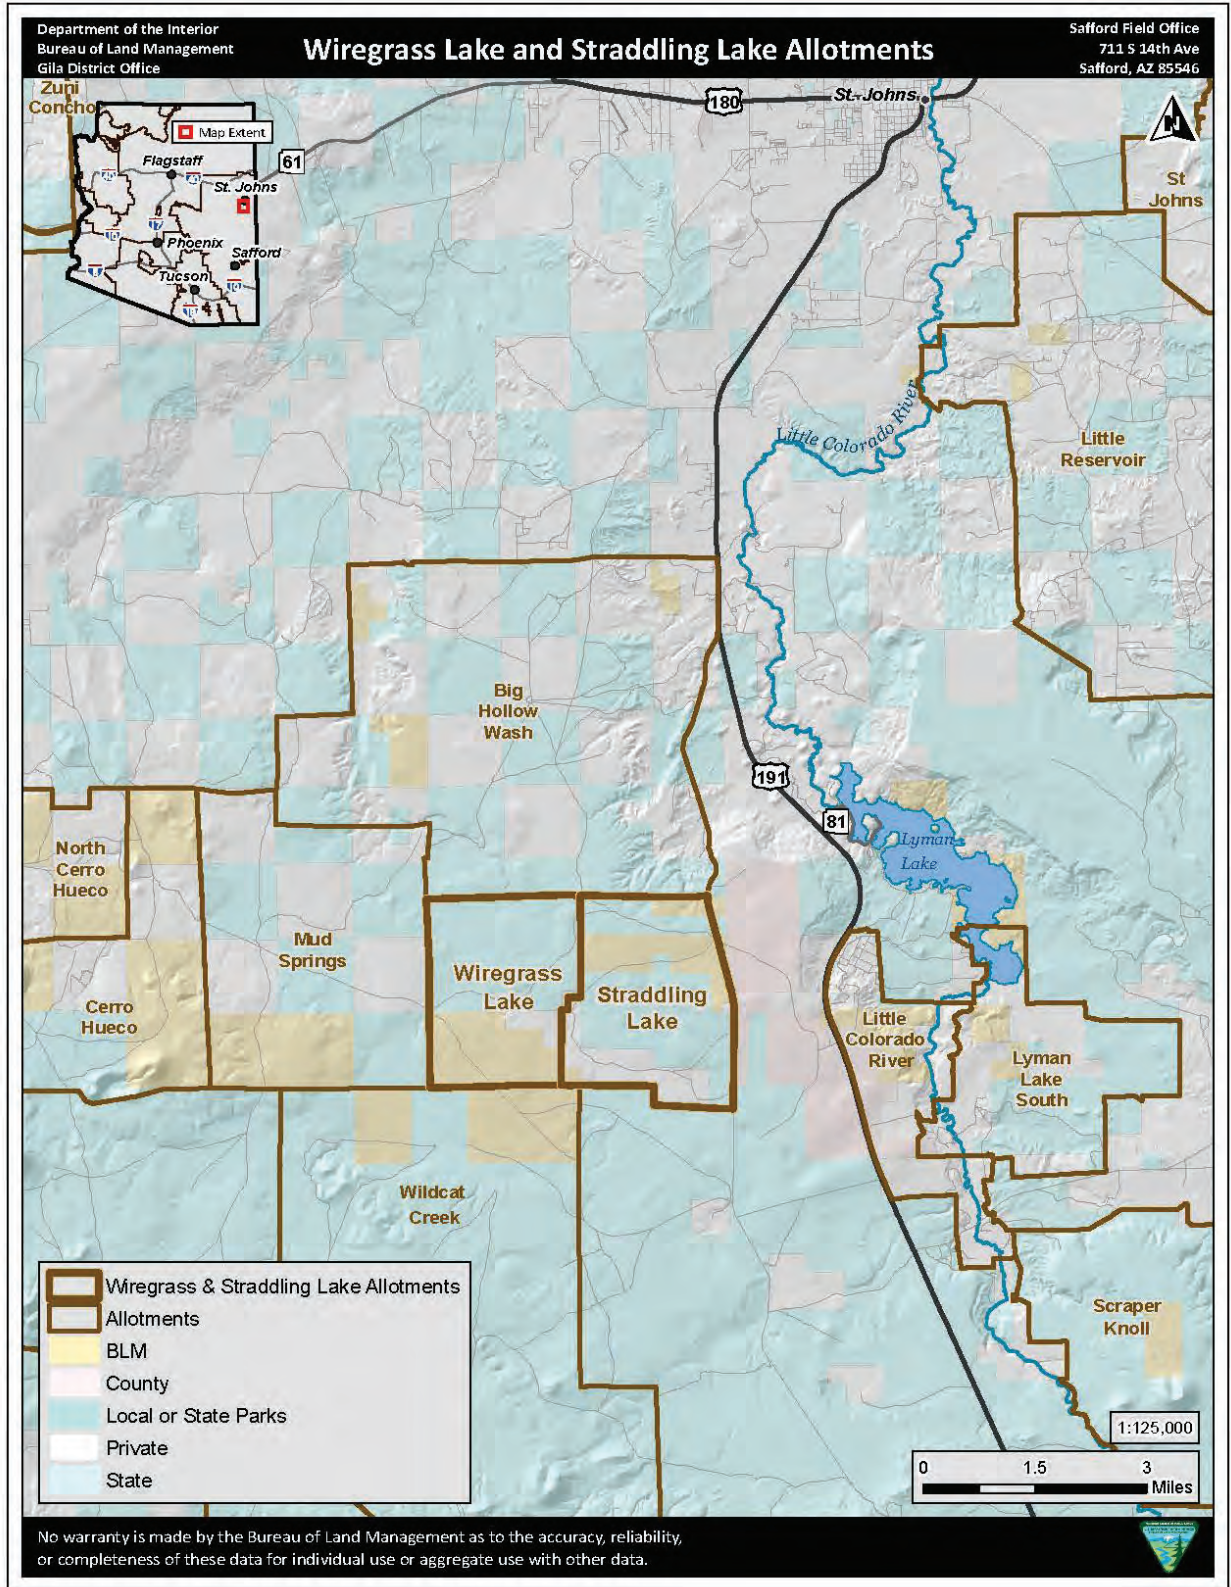 Department of the Interior
Bureau of Land Management
Gila District Office
Wiregrass Lake and Straddling Lake Allotments
Safford Field Office
711 S 14th Ave
Safford, AZ 85546
Zuni
Concho
Map Extent
Flagstaff
St. Johns
17
Phoenix
Safford
Tucson
10
8
61
180
St. Johns
N
St
Johns
Little Colorado River
Little
Reservoir
Big
Hollow
Wash
191
81
Lyman
Lake
North
Cerro
Hueco
Mud
Springs
Wiregrass
Lake
Straddling
Lake
Cerro
Hueco
Little
Colorado
River
Lyman
Lake
South
Wildcat
Creek
Scraper
Knoll
Wiregrass & Straddling Lake Allotments
Allotments
BLM
County
Local or State Parks
Private
State
1:125,000
0 1.5 3
Miles
No warranty is made by the Bureau of Land Management as to the accuracy, reliability,
or completeness of these data for individual use or aggregate use with other data.